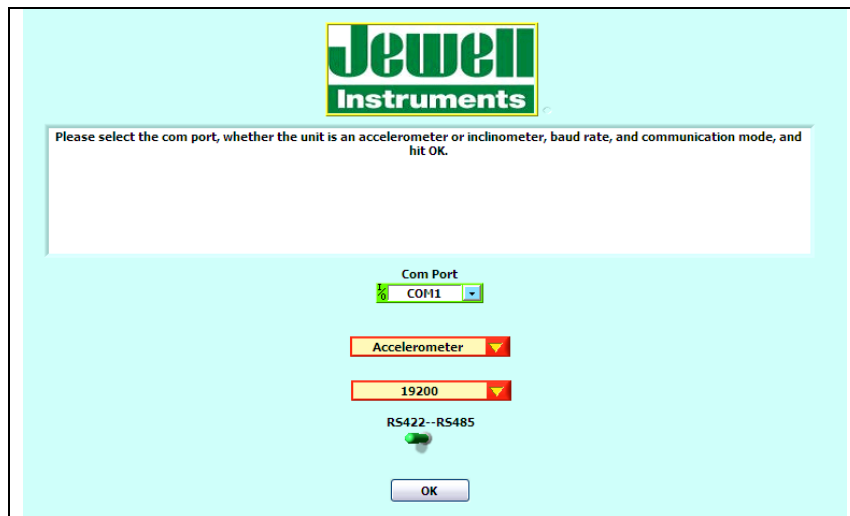 Jewell
Instruments
Please select the com port, whether the unit is an accelerometer or inclinometer, baud rate, and communication mode, and
hit OK.
Com Port
I/O COM1
Accelerometer
19200
RS422--RS485
OK